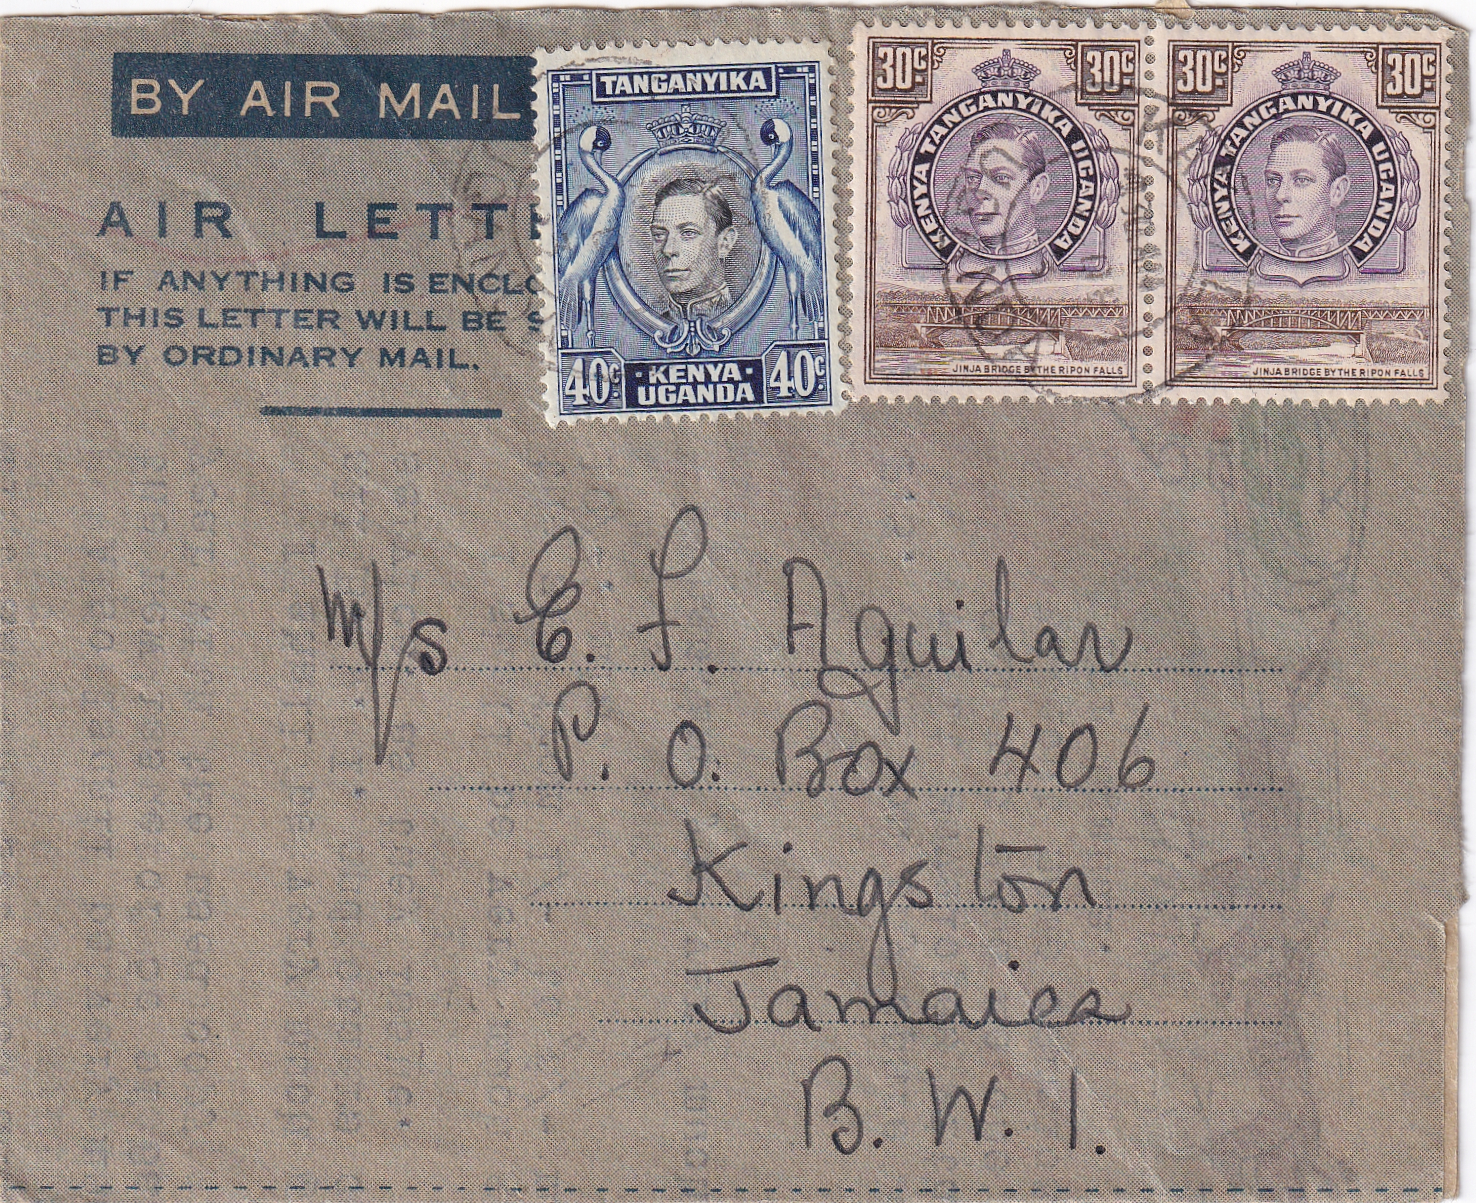 BY AIR MAIL
AIR LETTE
IF ANYTHING IS ENCLO
THIS LETTER WILL BE S
BY ORDINARY MAIL.
TANGANYIKA
40c
KENYA
UGANDA
40c
30c
30c
KENYA TANGANYIKA UGANDA
JINJA BRIDGE BY THE RIPON FALLS
30c
30c
KENYA TANGANYIKA UGANDA
JINJA BRIDGE BY THE RIPON FALLS
M/s E. F. Aguilar
P. O. Box 406
Kingston
Jamaica
B. W. I.